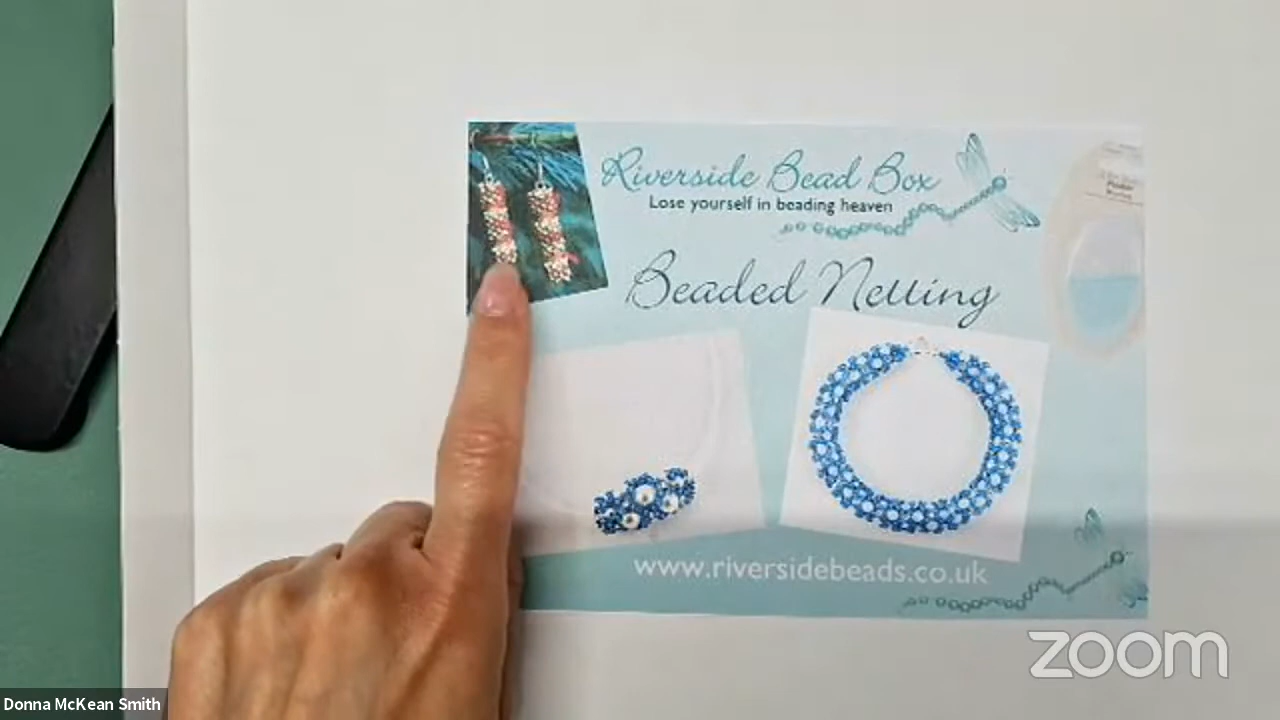 Riverside Bead Box
Lose yourself in beading heaven
Beaded Netting
www.riversidebeads.co.uk
zoom
Donna McKean Smith